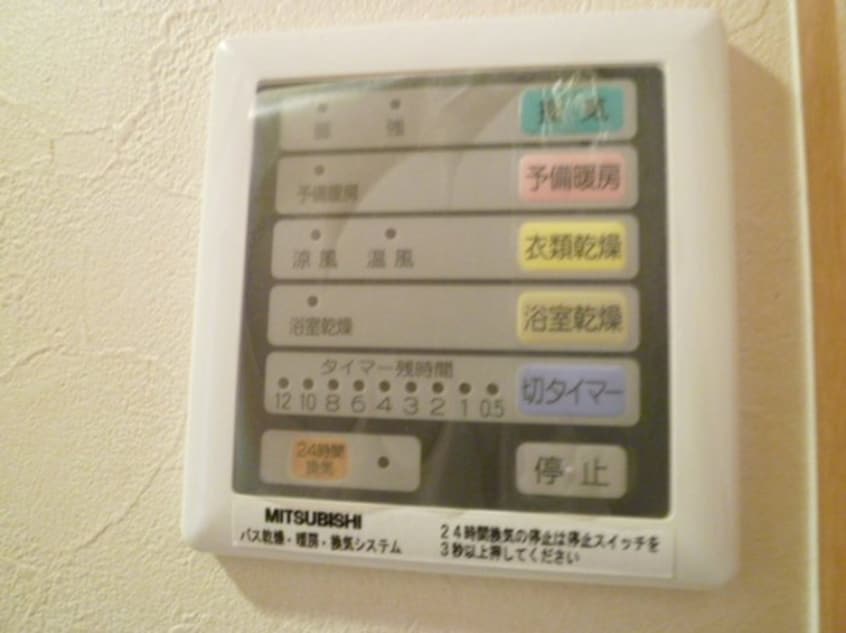 強
換 気
予備暖房
予備暖房
涼 風 温 風
衣類乾燥
浴室乾燥
浴室乾燥
タイマー残時間
12 10 8 6 4 3 2 1 0.5
切タイマー
24時間
換気
停 止
MITSUBISHI
バス乾燥・暖房・換気システム
24時間換気の停止は停止スイッチを
3秒以上押してください